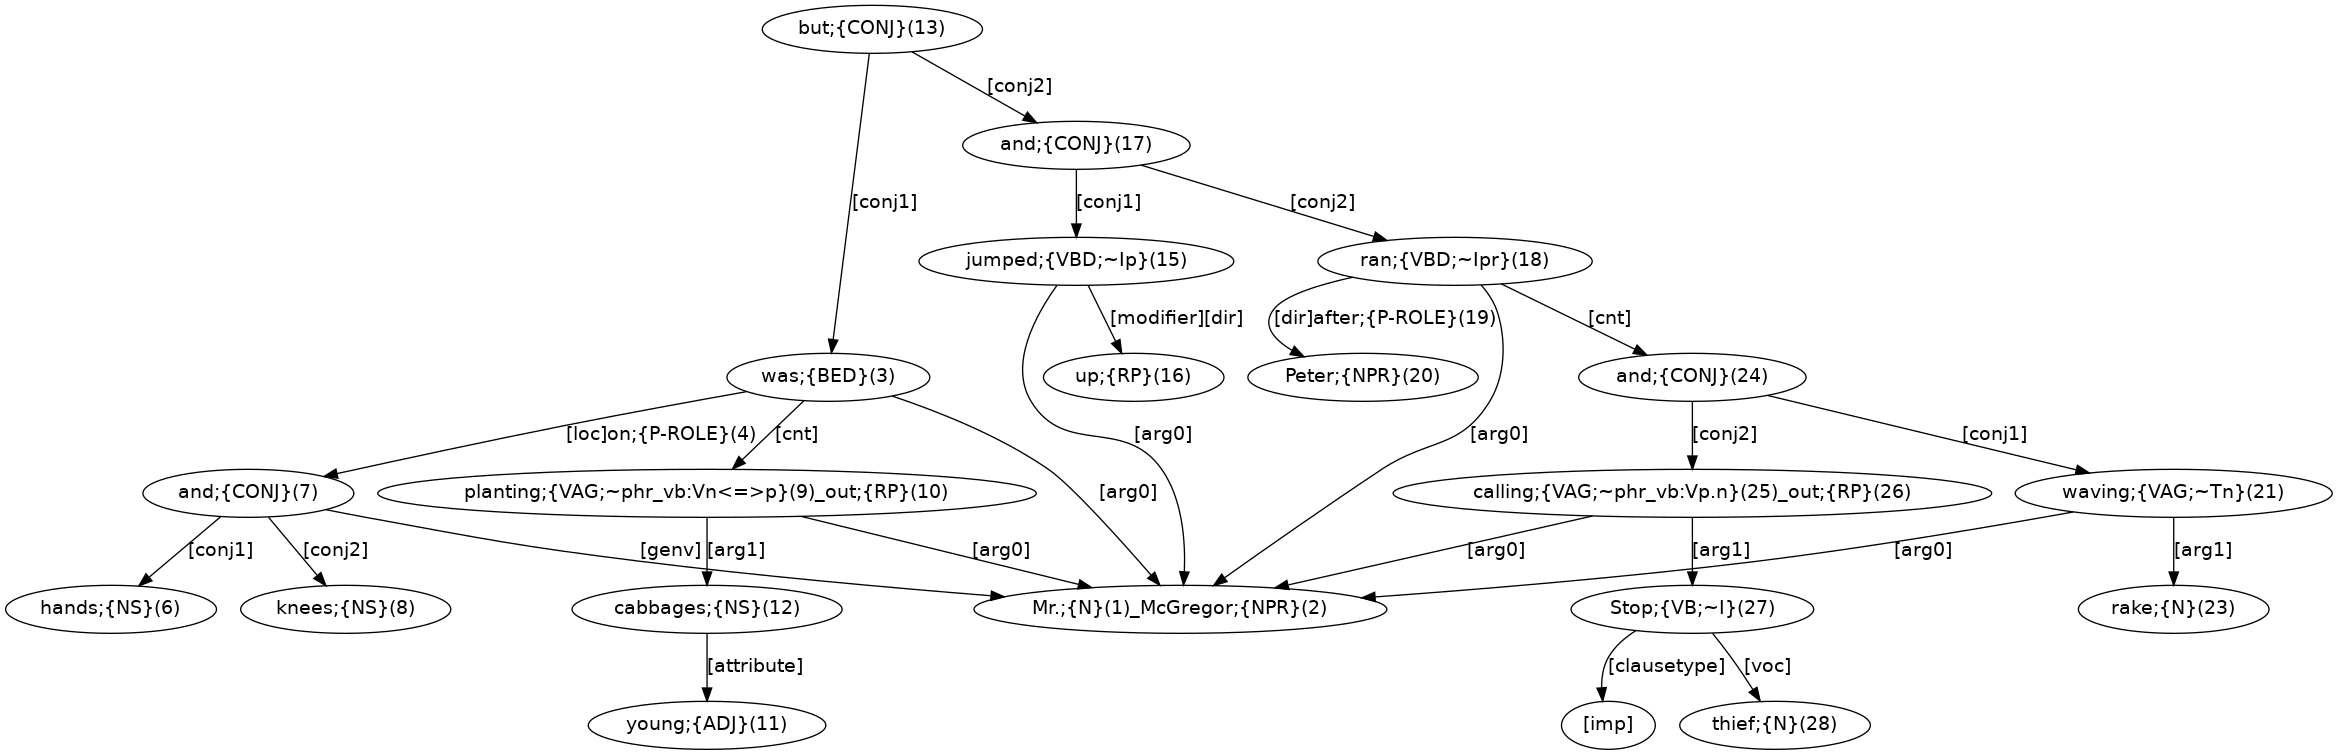 but;{CONJ}(13)
[conj2]
and;{CONJ}(17)
[conj1]
[conj1]
[conj2]
jumped;{VBD;~Ip}(15)
ran;{VBD;~Ipr}(18)
[modifier][dir]
[dir]after;{P-ROLE}(19)
[cnt]
was;{BED}(3)
up;{RP}(16)
Peter;{NPR}(20)
and;{CONJ}(24)
[loc]on;{P-ROLE}(4)
[cnt]
[arg0]
[arg0]
[conj2]
[conj1]
and;{CONJ}(7)
planting;{VAG;~phr_vb:Vn<=>p}(9)_out;{RP}(10)
[arg0]
calling;{VAG;~phr_vb:Vp.n}(25)_out;{RP}(26)
waving;{VAG;~Tn}(21)
[conj1]
[conj2]
[genv]
[arg1]
[arg0]
[arg0]
[arg1]
[arg0]
[arg1]
hands;{NS}(6)
knees;{NS}(8)
cabbages;{NS}(12)
Mr.;{N}(1)_McGregor;{NPR}(2)
Stop;{VB;~I}(27)
rake;{N}(23)
[attribute]
[clausetype]
[voc]
young;{ADJ}(11)
[imp]
thief;{N}(28)